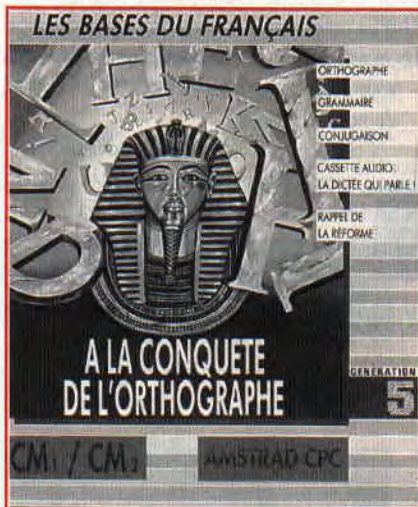 LES BASES DU FRANÇAIS
ORTHOGRAPHE
GRAMMAIRE
CONJUGAISON
CASSETTE AUDIO :
LA DICTÉE QUI PARLE !
RAPPEL DE
LA RÉFORME
A LA CONQUETE
DE L'ORTHOGRAPHE
GENERATION
5
CM1 / CM2
AMSTRAD CPC